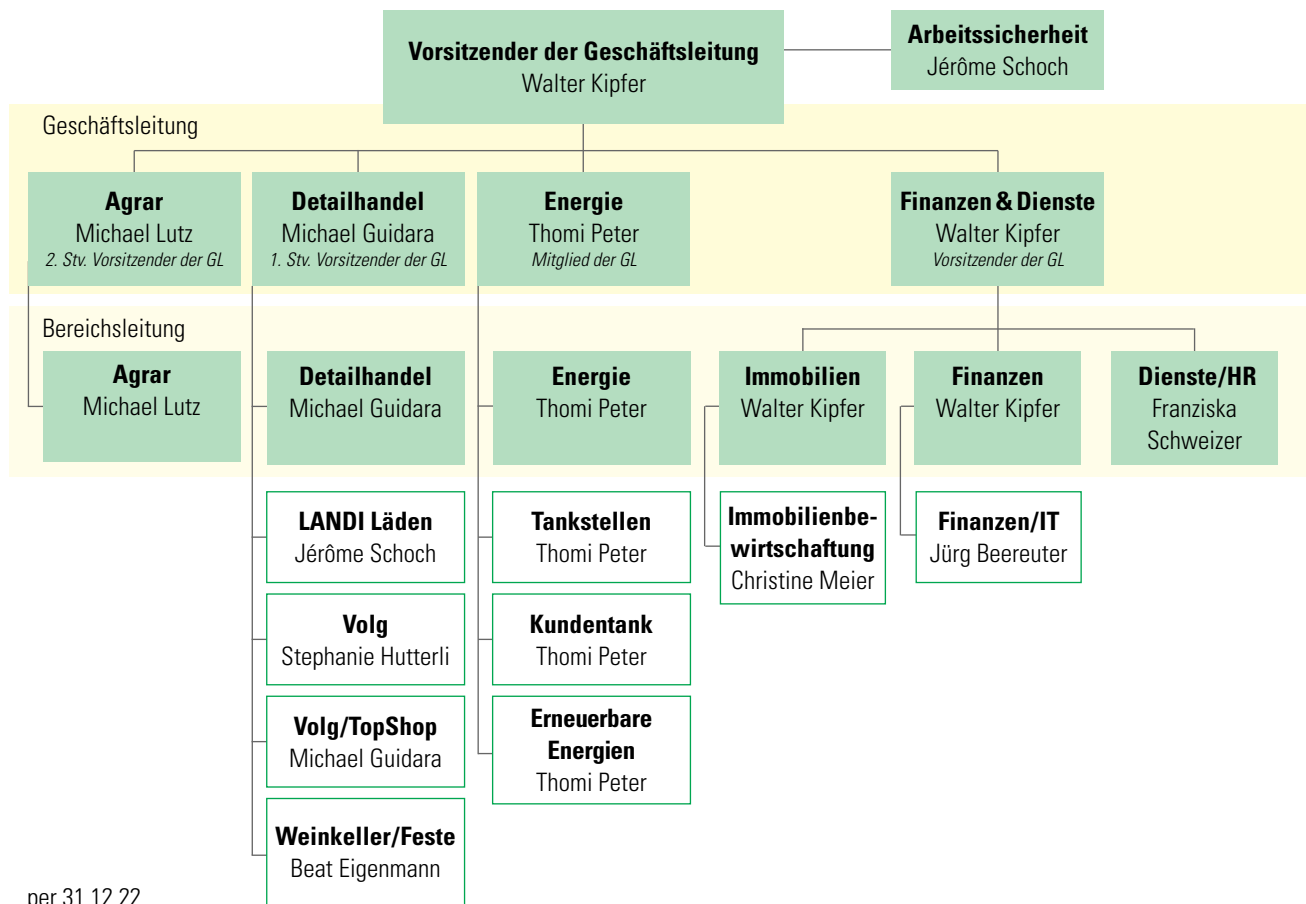 Vorsitzender der Geschäftsleitung
Walter Kipfer
Arbeitssicherheit
Jérôme Schoch
Geschäftsleitung
Agrar
Michael Lutz
2. Stv. Vorsitzender der GL
Detailhandel
Michael Guidara
1. Stv. Vorsitzender der GL
Energie
Thomi Peter
Mitglied der GL
Finanzen & Dienste
Walter Kipfer
Vorsitzender der GL
Bereichsleitung
Agrar
Michael Lutz
Detailhandel
Michael Guidara
Energie
Thomi Peter
Immobilien
Walter Kipfer
Finanzen
Walter Kipfer
Dienste/HR
Franziska
Schweizer
LANDI Läden
Jérôme Schoch
Tankstellen
Thomi Peter
Immobilienbe-
wirtschaftung
Christine Meier
Finanzen/IT
Jürg Beereuter
Volg
Stephanie Hutterli
Kundentank
Thomi Peter
Volg/TopShop
Michael Guidara
Erneuerbare
Energien
Thomi Peter
Weinkeller/Feste
Beat Eigenmann
per 31.12.22